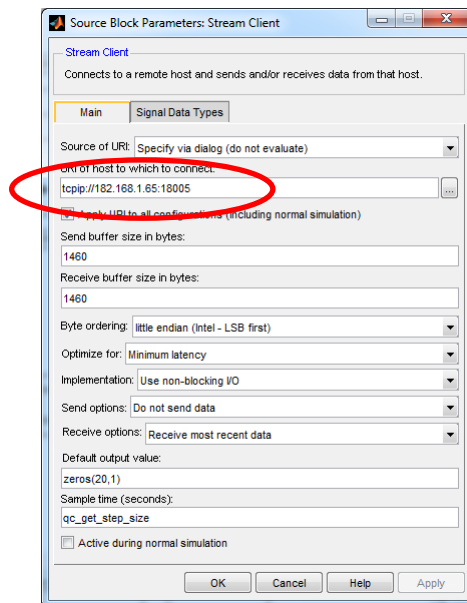 Source Block Parameters: Stream Client
Stream Client
Connects to a remote host and sends and/or receives data from that host.
Main Signal Data Types
Source of URI: Specify via dialog (do not evaluate)
URI of host to which to connect:
tcpip://182.168.1.65:18005 ...
Apply URI to all configurations (including normal simulation)
Send buffer size in bytes:
1460
Receive buffer size in bytes:
1460
Byte ordering: little endian (Intel - LSB first)
Optimize for: Minimum latency
Implementation: Use non-blocking I/O
Send options: Do not send data
Receive options: Receive most recent data
Default output value:
zeros(20,1)
Sample time (seconds):
qc_get_step_size
Active during normal simulation
OK Cancel Help Apply